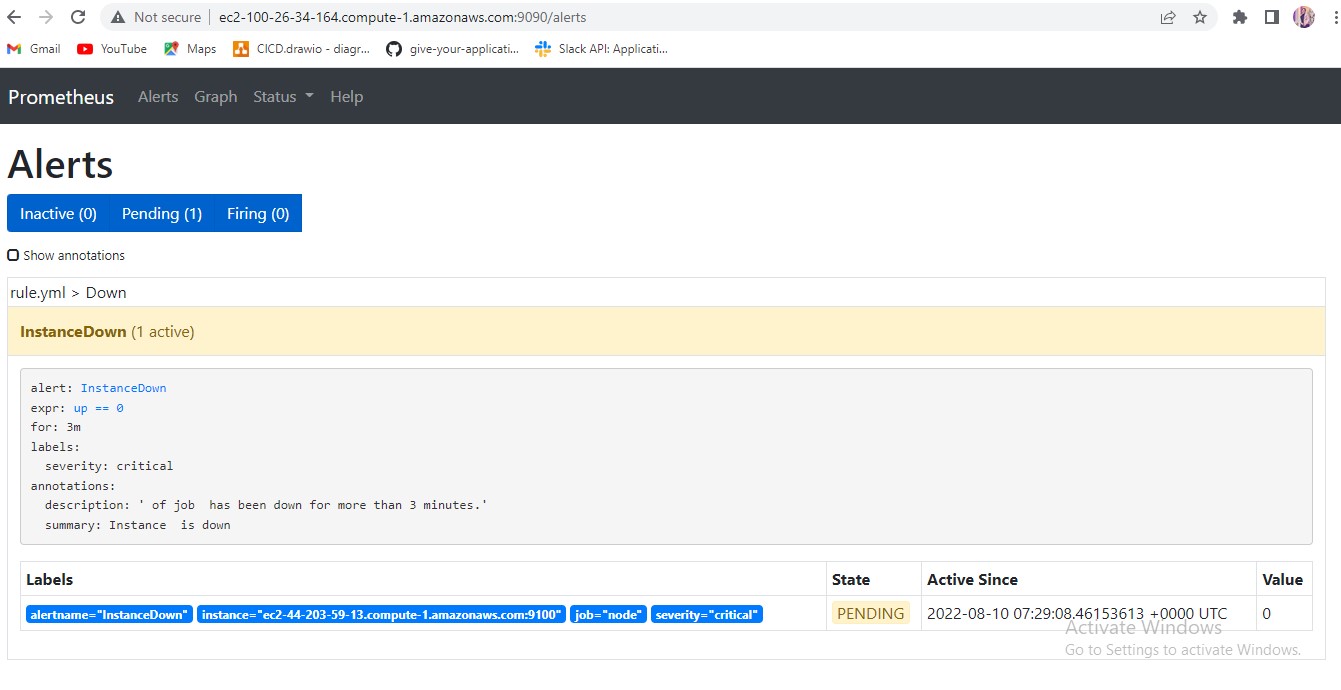 Not secure ec2-100-26-34-164.compute-1.amazonaws.com:9090/alerts
Gmail YouTube Maps CICD.drawio - diagr... give-your-applicati... Slack API: Applicati...
Prometheus Alerts Graph Status Help
Alerts
Inactive (0) Pending (1) Firing (0)
Show annotations
rule.yml > Down
InstanceDown (1 active)
alert: InstanceDown
expr: up == 0
for: 3m
labels:
  severity: critical
annotations:
  description: ' of job  has been down for more than 3 minutes.'
  summary: Instance  is down
Labels State Active Since Value
alertname="InstanceDown" instance="ec2-44-203-59-13.compute-1.amazonaws.com:9100" job="node" severity="critical" PENDING 2022-08-10 07:29:08.46153613 +0000 UTC 0
Activate Windows
Go to Settings to activate Windows.